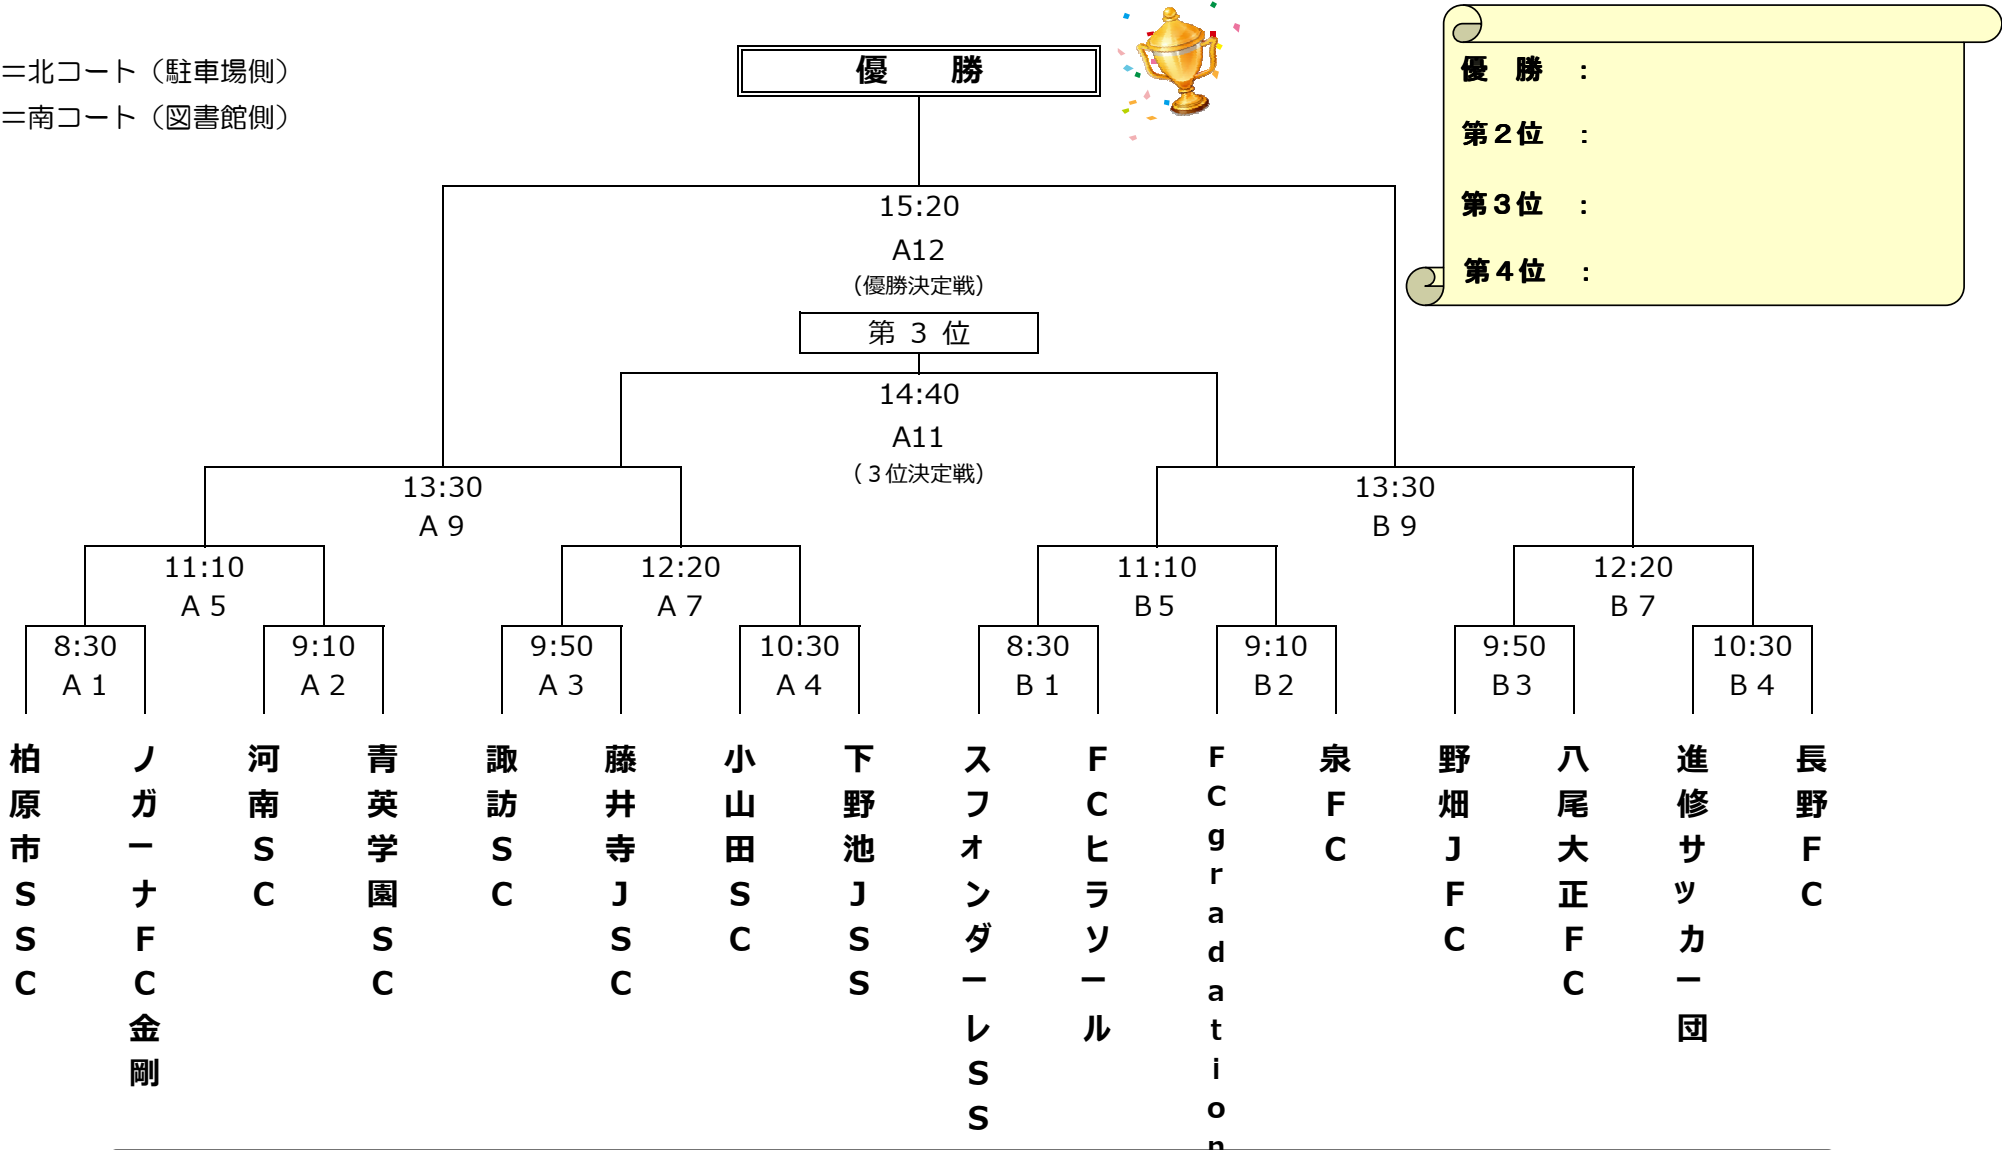 ＝北コート（駐車場側）
＝南コート（図書館側）
優　勝
優　勝　：
第２位　：
第３位　：
第４位　：
15:20
A12
（優勝決定戦）
第 3 位
14:40
A11
（３位決定戦）
13:30
A 9
13:30
B 9
11:10
A 5
12:20
A 7
11:10
B 5
12:20
B 7
8:30
A 1
9:10
A 2
9:50
A 3
10:30
A 4
8:30
B 1
9:10
B 2
9:50
B 3
10:30
B 4
柏原市ＳＳＣ
ノガーナＦＣ金剛
河南ＳＣ
青英学園ＳＣ
諏訪ＳＣ
藤井寺ＪＳＣ
小山田ＳＣ
下野池ＪＳＳ
スフォンダーレＳＳ
ＦＣヒラソール
ＦＣgradation
泉ＦＣ
野畑ＪＦＣ
八尾大正ＦＣ
進修サッカー団
長野ＦＣ